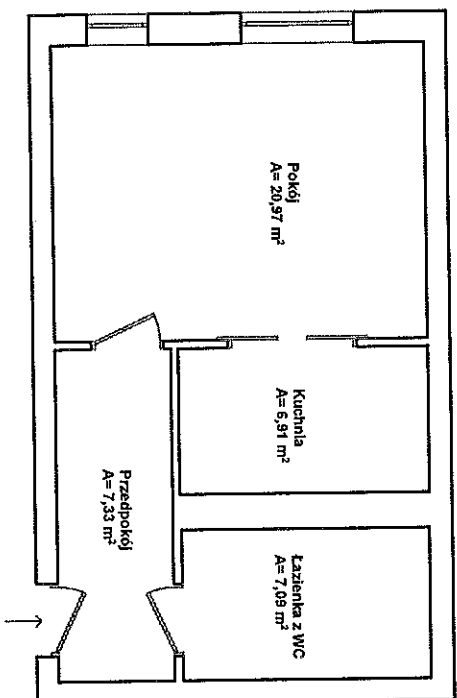 Pokój
A= 20,97 m²
Kuchnia
A= 6,91 m²
Przedpokój
A= 7,33 m²
Łazienka z WC
A= 7,09 m²